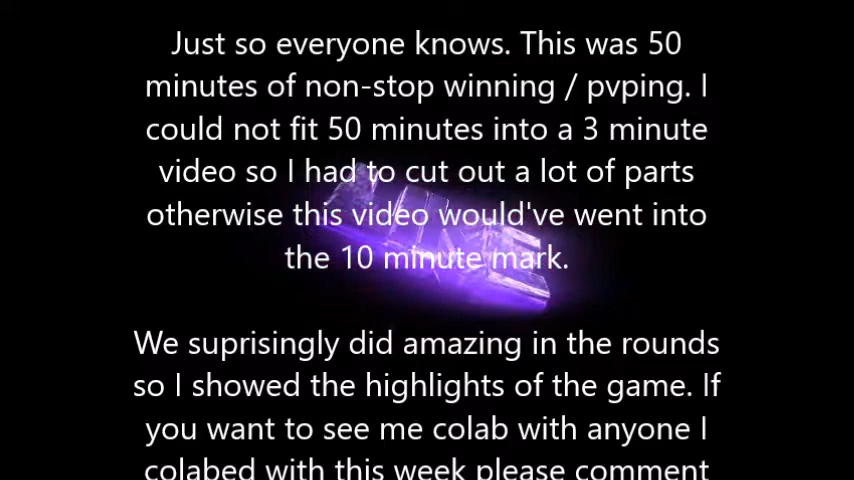 Just so everyone knows. This was 50
minutes of non-stop winning / pvping. I
could not fit 50 minutes into a 3 minute
video so I had to cut out a lot of parts
otherwise this video would've went into
the 10 minute mark.
We suprisingly did amazing in the rounds
so I showed the highlights of the game. If
you want to see me colab with anyone I
colabed with this week please comment